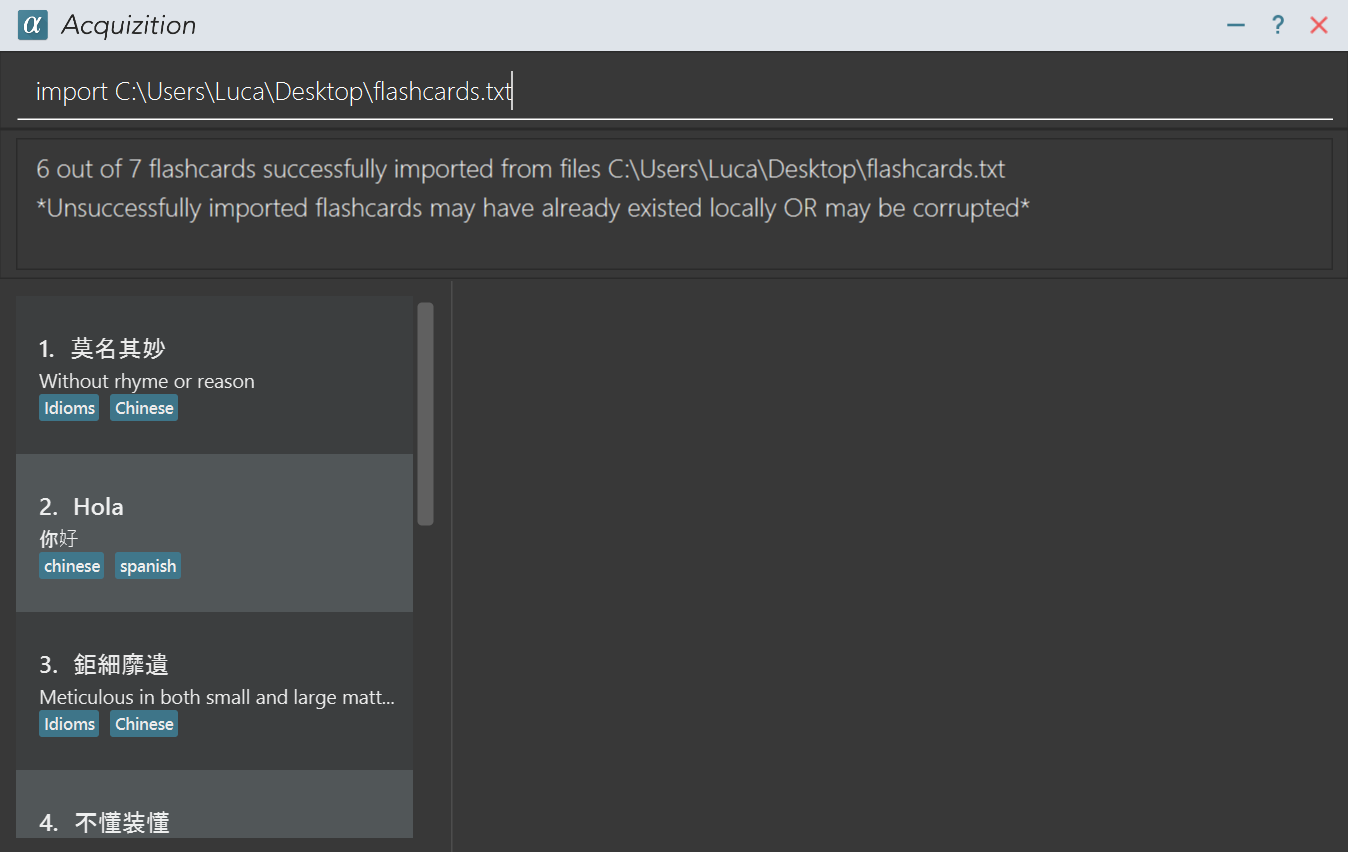 α Acquizition
import C:\Users\Luca\Desktop\flashcards.txt
6 out of 7 flashcards successfully imported from files C:\Users\Luca\Desktop\flashcards.txt
*Unsuccessfully imported flashcards may have already existed locally OR may be corrupted*
1. 莫名其妙
Without rhyme or reason
Idioms Chinese
2. Hola
你好
chinese spanish
3. 鉅細靡遺
Meticulous in both small and large matt...
Idioms Chinese
4. 不懂装懂